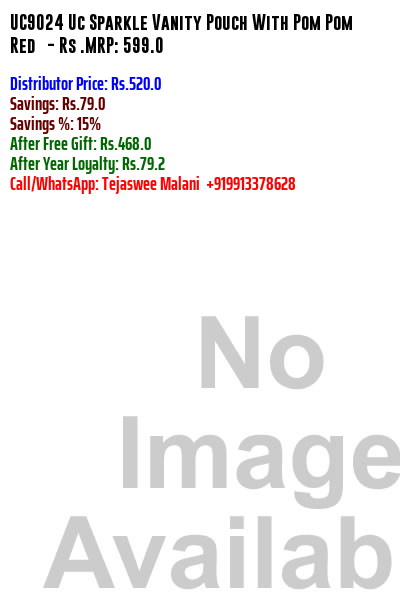 UC9024 Uc Sparkle Vanity Pouch With Pom Pom
Red - Rs .MRP: 599.0
Distributor Price: Rs.520.0
Savings: Rs.79.0
Savings %: 15%
After Free Gift: Rs.468.0
After Year Loyalty: Rs.79.2
Call/WhatsApp: Tejaswee Malani +919913378628
No
Image
Availab